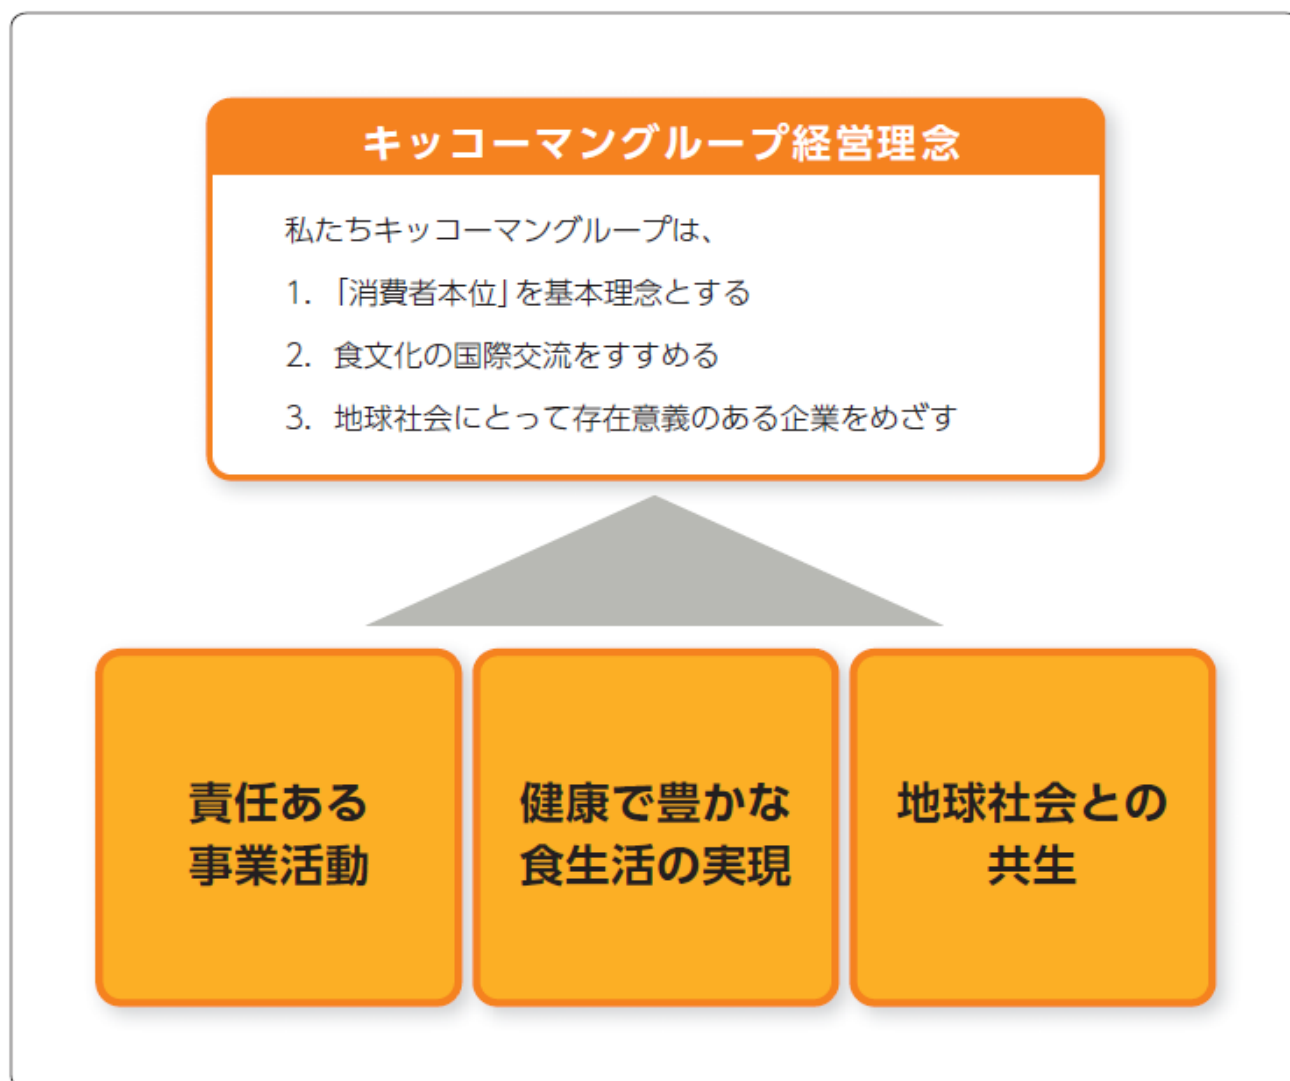 キッコーマングループ経営理念
私たちキッコーマングループは、
1. 「消費者本位」を基本理念とする
2. 食文化の国際交流をすすめる
3. 地球社会にとって存在意義のある企業をめざす
責任ある
事業活動
健康で豊かな
食生活の実現
地球社会との
共生